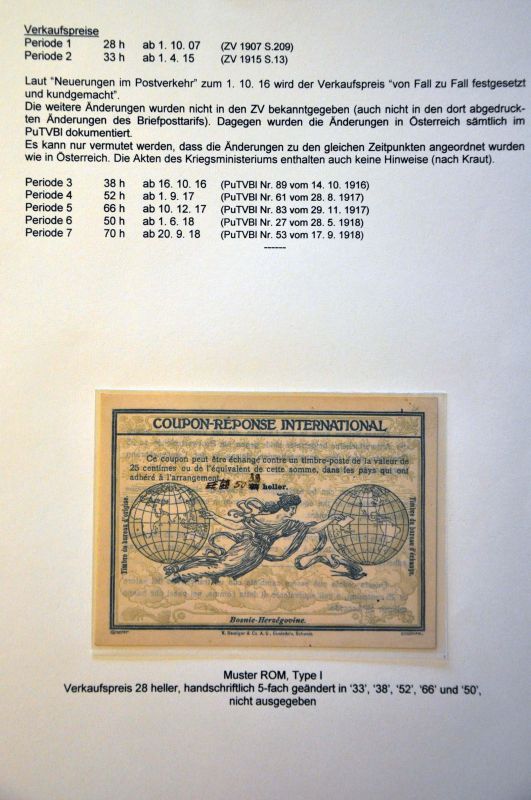 Verkaufspreise
Periode 1 28 h ab 1. 10. 07 (ZV 1907 S.209)
Periode 2 33 h ab 1. 4. 15 (ZV 1915 S.13)
Laut “Neuerungen im Postverkehr” zum 1. 10. 16 wird der Verkaufspreis “von Fall zu Fall festgesetzt
und kundgemacht”.
Die weitere Änderungen wurden nicht in den ZV bekanntgegeben (auch nicht in den dort abgedruck-
ten Änderungen des Briefposttarifs). Dagegen wurden die Änderungen in Österreich sämtlich im
PuTVBl dokumentiert.
Es kann nur vermutet werden, dass die Änderungen zu den gleichen Zeitpunkten angeordnet wurden
wie in Österreich. Die Akten des Kriegsministeriums enthalten auch keine Hinweise (nach Kraut).
Periode 3 38 h ab 16. 10. 16 (PuTVBl Nr. 89 vom 14. 10. 1916)
Periode 4 52 h ab 1. 9. 17 (PuTVBl Nr. 61 vom 28. 8. 1917)
Periode 5 66 h ab 10. 12. 17 (PuTVBl Nr. 83 vom 29. 11. 1917)
Periode 6 50 h ab 1. 6. 18 (PuTVBl Nr. 27 vom 28. 5. 1918)
Periode 7 70 h ab 20. 9. 18 (PuTVBl Nr. 53 vom 17. 9. 1918)
------
COUPON-RÉPONSE INTERNATIONAL
Ce coupon peut être échangé contre un timbre-poste de la valeur de
25 centimes ou de l'équivalent de cette somme, dans les pays qui ont
adhéré à l'arrangement.
50 heller.
Timbre du bureau d'origine.
Timbre du bureau d'échange.
Bosnie-Herzégovine.
B. Benziger & Co. A. G., Einsiedeln, Schweiz.
Muster ROM, Type I
Verkaufspreis 28 heller, handschriftlich 5-fach geändert in ‘33’, ‘38’, ‘52’, ‘66’ und ‘50’,
nicht ausgegeben